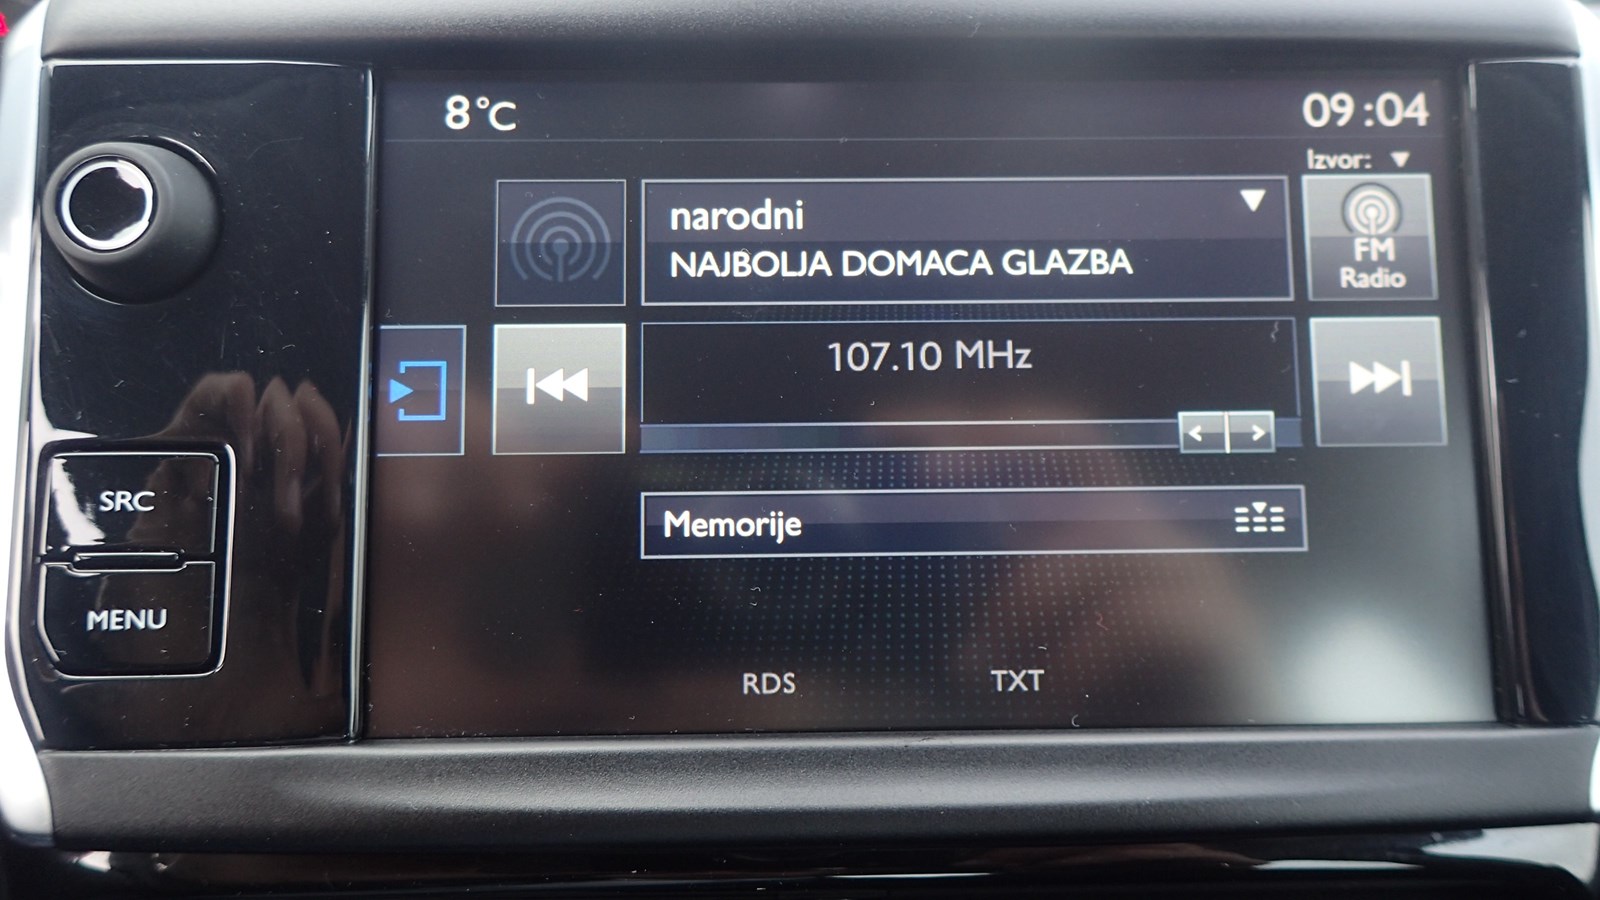 8°C
09:04
Izvor:
narodni
NAJBOLJA DOMACA GLAZBA
FM
Radio
107.10 MHz
SRC
Memorije
MENU
RDS
TXT